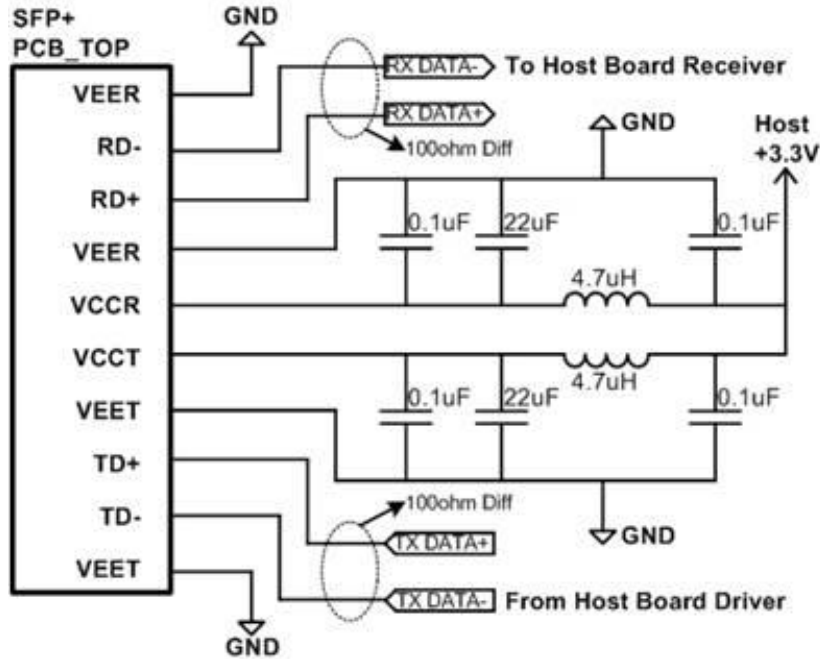 SFP+
PCB_TOP
GND
VEER
RX DATA-
To Host Board Receiver
RD-
RX DATA+
100ohm Diff
GND
Host
+3.3V
RD+
VEER
0.1uF
22uF
0.1uF
4.7uH
VCCR
VCCT
4.7uH
VEET
0.1uF
22uF
0.1uF
TD+
100ohm Diff
TD-
TX DATA+
GND
VEET
TX DATA-
From Host Board Driver
GND